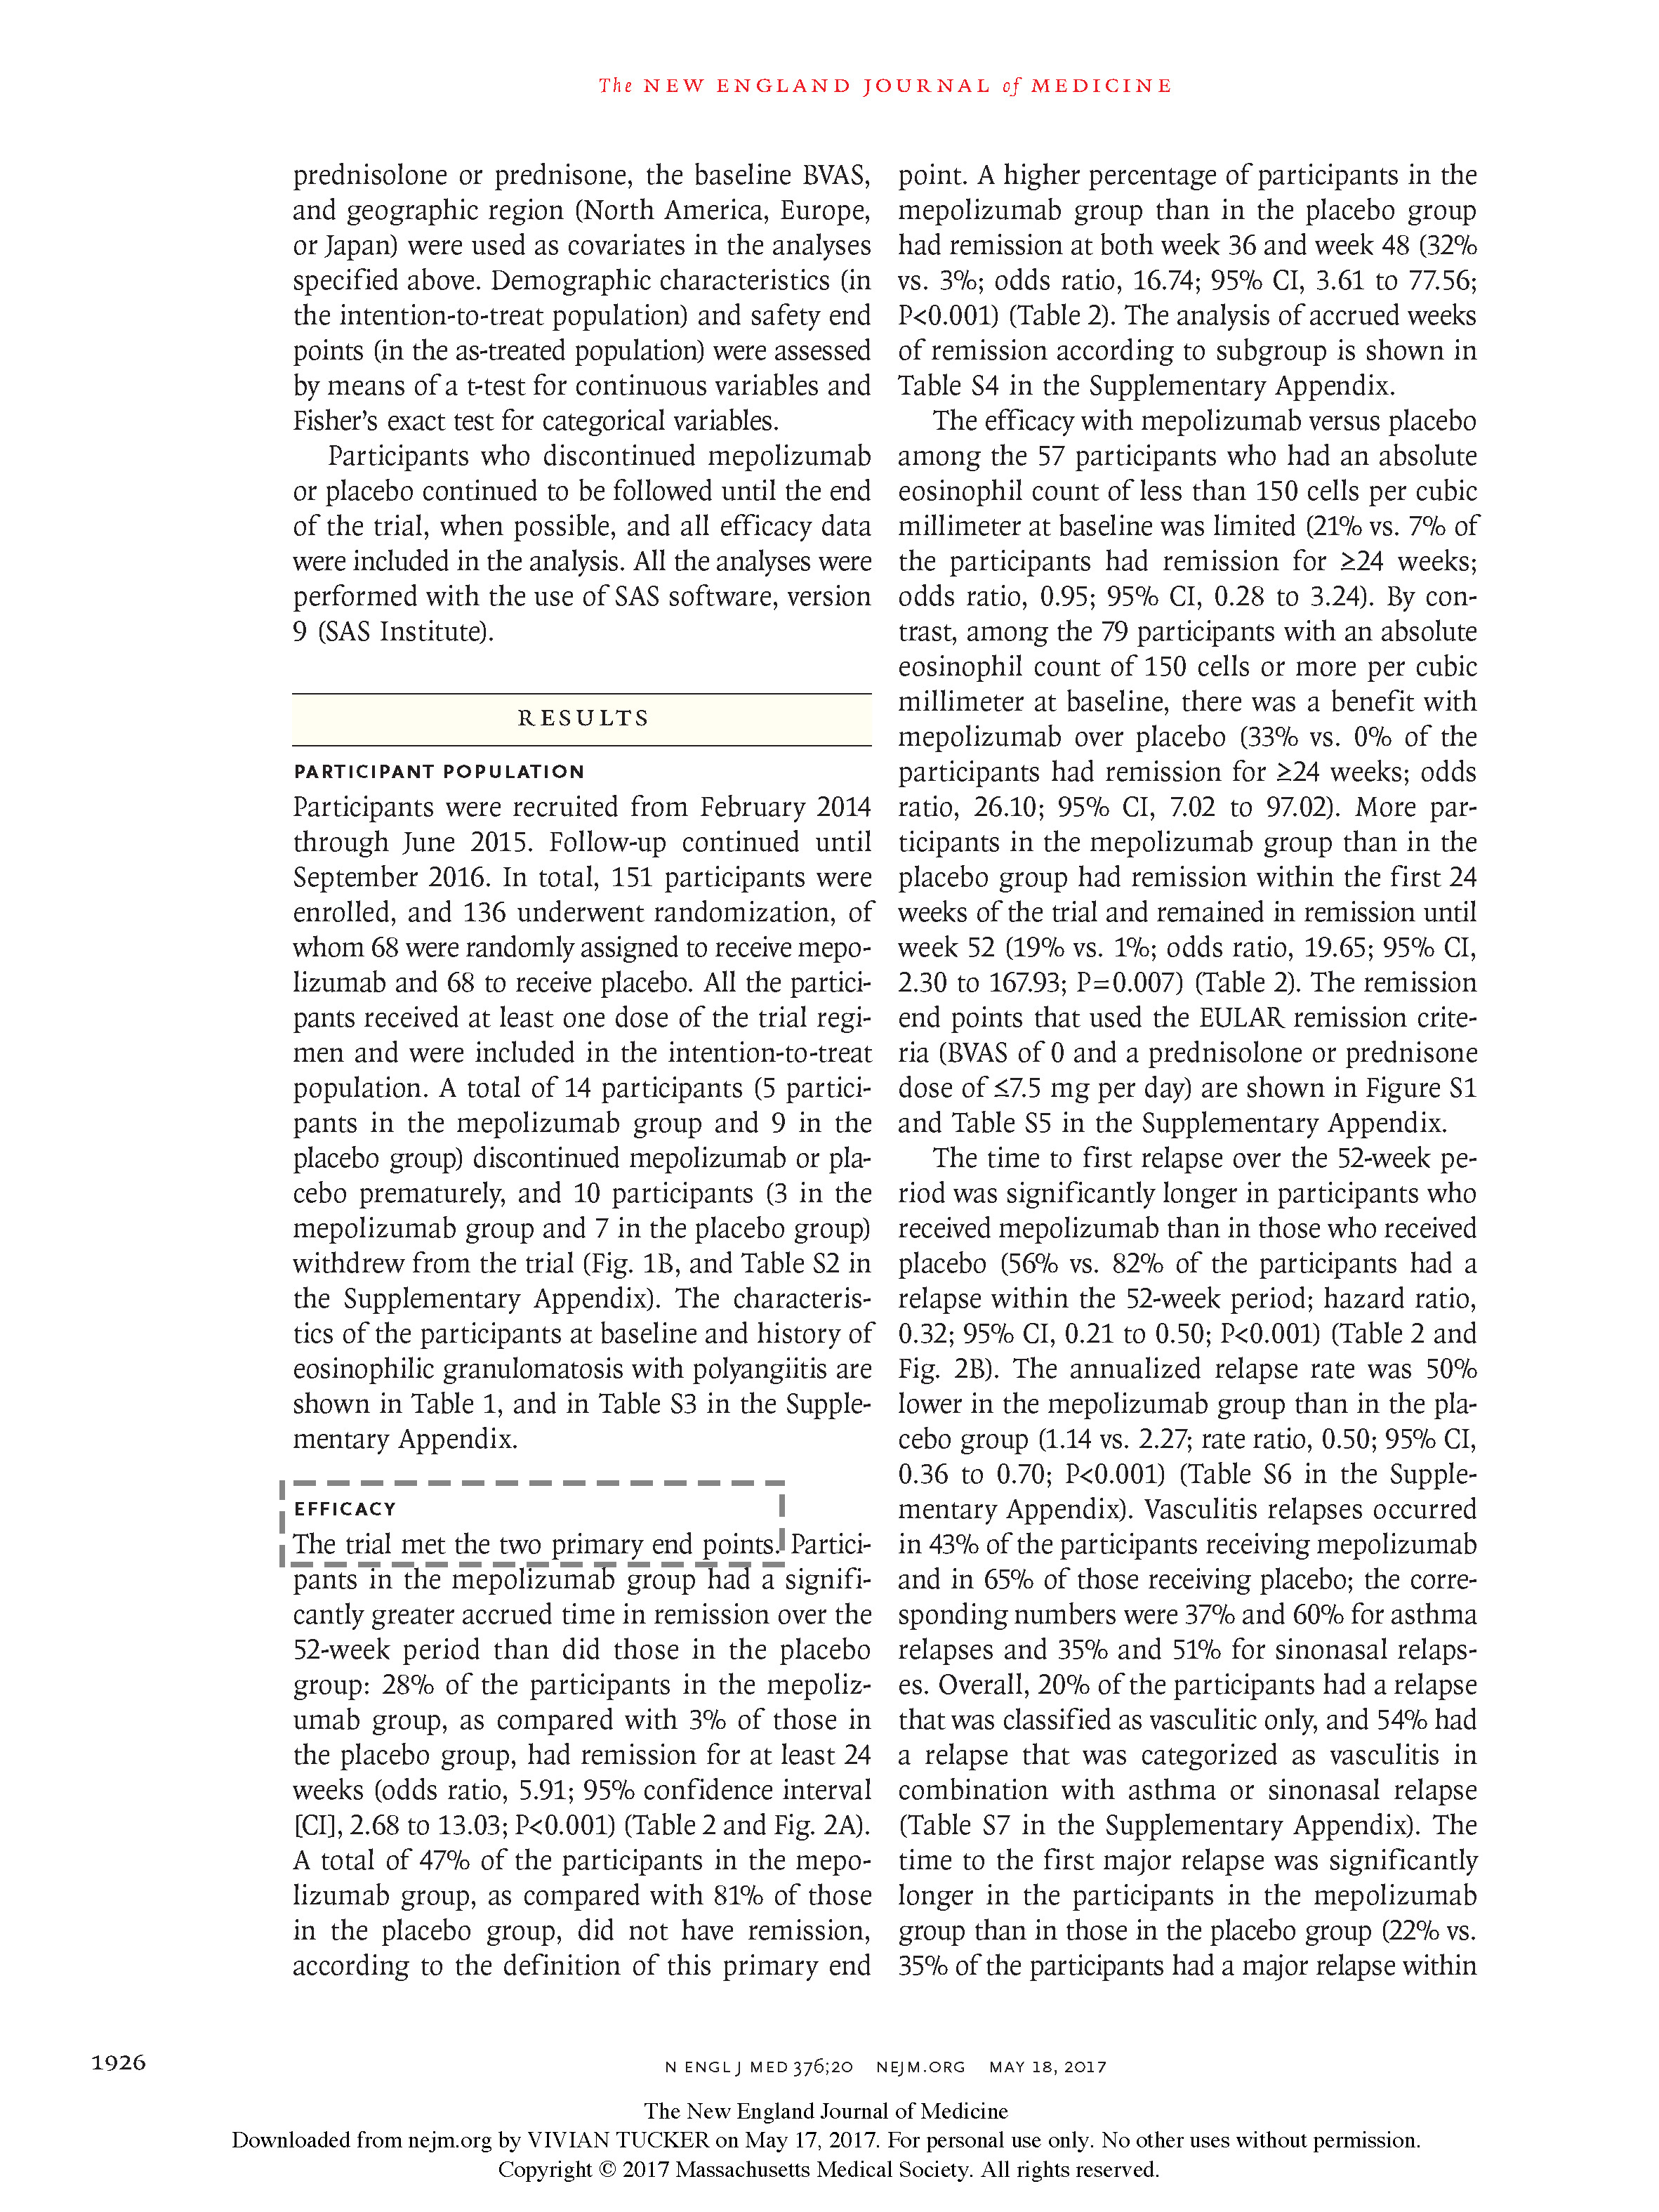 The NEW ENGLAND JOURNAL of MEDICINE
prednisolone or prednisone, the baseline BVAS,
and geographic region (North America, Europe,
or Japan) were used as covariates in the analyses
specified above. Demographic characteristics (in
the intention-to-treat population) and safety end
points (in the as-treated population) were assessed
by means of a t-test for continuous variables and
Fisher's exact test for categorical variables.
Participants who discontinued mepolizumab
or placebo continued to be followed until the end
of the trial, when possible, and all efficacy data
were included in the analysis. All the analyses were
performed with the use of SAS software, version
9 (SAS Institute).
RESULTS
PARTICIPANT POPULATION
Participants were recruited from February 2014
through June 2015. Follow-up continued until
September 2016. In total, 151 participants were
enrolled, and 136 underwent randomization, of
whom 68 were randomly assigned to receive mepo-
lizumab and 68 to receive placebo. All the partici-
pants received at least one dose of the trial regi-
men and were included in the intention-to-treat
population. A total of 14 participants (5 partici-
pants in the mepolizumab group and 9 in the
placebo group) discontinued mepolizumab or pla-
cebo prematurely, and 10 participants (3 in the
mepolizumab group and 7 in the placebo group)
withdrew from the trial (Fig. 1B, and Table S2 in
the Supplementary Appendix). The characteris-
tics of the participants at baseline and history of
eosinophilic granulomatosis with polyangiitis are
shown in Table 1, and in Table S3 in the Supple-
mentary Appendix.
EFFICACY
The trial met the two primary end points. Partici-
pants in the mepolizumab group had a signifi-
cantly greater accrued time in remission over the
52-week period than did those in the placebo
group: 28% of the participants in the mepoliz-
umab group, as compared with 3% of those in
the placebo group, had remission for at least 24
weeks (odds ratio, 5.91; 95% confidence interval
[CI], 2.68 to 13.03; P<0.001) (Table 2 and Fig. 2A).
A total of 47% of the participants in the mepo-
lizumab group, as compared with 81% of those
in the placebo group, did not have remission,
according to the definition of this primary end
point. A higher percentage of participants in the
mepolizumab group than in the placebo group
had remission at both week 36 and week 48 (32%
vs. 3%; odds ratio, 16.74; 95% CI, 3.61 to 77.56;
P<0.001) (Table 2). The analysis of accrued weeks
of remission according to subgroup is shown in
Table S4 in the Supplementary Appendix.
The efficacy with mepolizumab versus placebo
among the 57 participants who had an absolute
eosinophil count of less than 150 cells per cubic
millimeter at baseline was limited (21% vs. 7% of
the participants had remission for ≥24 weeks;
odds ratio, 0.95; 95% CI, 0.28 to 3.24). By con-
trast, among the 79 participants with an absolute
eosinophil count of 150 cells or more per cubic
millimeter at baseline, there was a benefit with
mepolizumab over placebo (33% vs. 0% of the
participants had remission for ≥24 weeks; odds
ratio, 26.10; 95% CI, 7.02 to 97.02). More par-
ticipants in the mepolizumab group than in the
placebo group had remission within the first 24
weeks of the trial and remained in remission until
week 52 (19% vs. 1%; odds ratio, 19.65; 95% CI,
2.30 to 167.93; P=0.007) (Table 2). The remission
end points that used the EULAR remission crite-
ria (BVAS of 0 and a prednisolone or prednisone
dose of ≤7.5 mg per day) are shown in Figure S1
and Table S5 in the Supplementary Appendix.
The time to first relapse over the 52-week pe-
riod was significantly longer in participants who
received mepolizumab than in those who received
placebo (56% vs. 82% of the participants had a
relapse within the 52-week period; hazard ratio,
0.32; 95% CI, 0.21 to 0.50; P<0.001) (Table 2 and
Fig. 2B). The annualized relapse rate was 50%
lower in the mepolizumab group than in the pla-
cebo group (1.14 vs. 2.27; rate ratio, 0.50; 95% CI,
0.36 to 0.70; P<0.001) (Table S6 in the Supple-
mentary Appendix). Vasculitis relapses occurred
in 43% of the participants receiving mepolizumab
and in 65% of those receiving placebo; the corre-
sponding numbers were 37% and 60% for asthma
relapses and 35% and 51% for sinonasal relaps-
es. Overall, 20% of the participants had a relapse
that was classified as vasculitic only, and 54% had
a relapse that was categorized as vasculitis in
combination with asthma or sinonasal relapse
(Table S7 in the Supplementary Appendix). The
time to the first major relapse was significantly
longer in the participants in the mepolizumab
group than in those in the placebo group (22% vs.
35% of the participants had a major relapse within
1926
N ENGL J MED 376;20 NEJM.ORG MAY 18, 2017
The New England Journal of Medicine
Downloaded from nejm.org by VIVIAN TUCKER on May 17, 2017. For personal use only. No other uses without permission.
Copyright © 2017 Massachusetts Medical Society. All rights reserved.